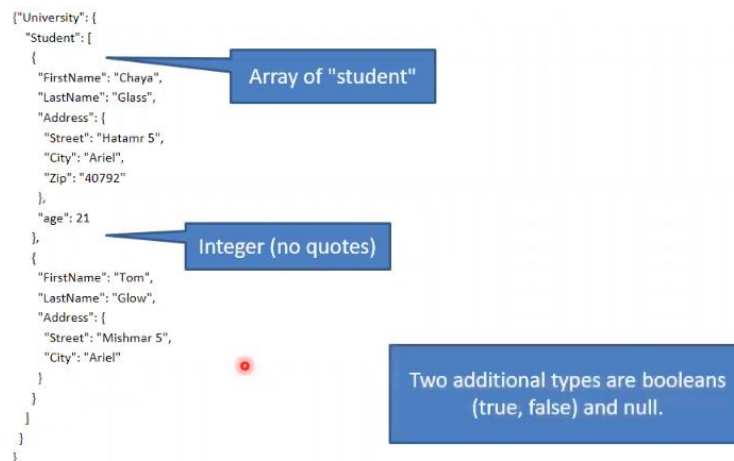 {"University": {
"Student": [
{
"FirstName": "Chaya",
"LastName": "Glass",
"Address": {
"Street": "Hatamr 5",
"City": "Ariel",
"Zip": "40792"
},
"age": 21
},
{
"FirstName": "Tom",
"LastName": "Glow",
"Address": {
"Street": "Mishmar 5",
"City": "Ariel"
}
}
]
}
}
Array of "student"
Integer (no quotes)
Two additional types are booleans
(true, false) and null.